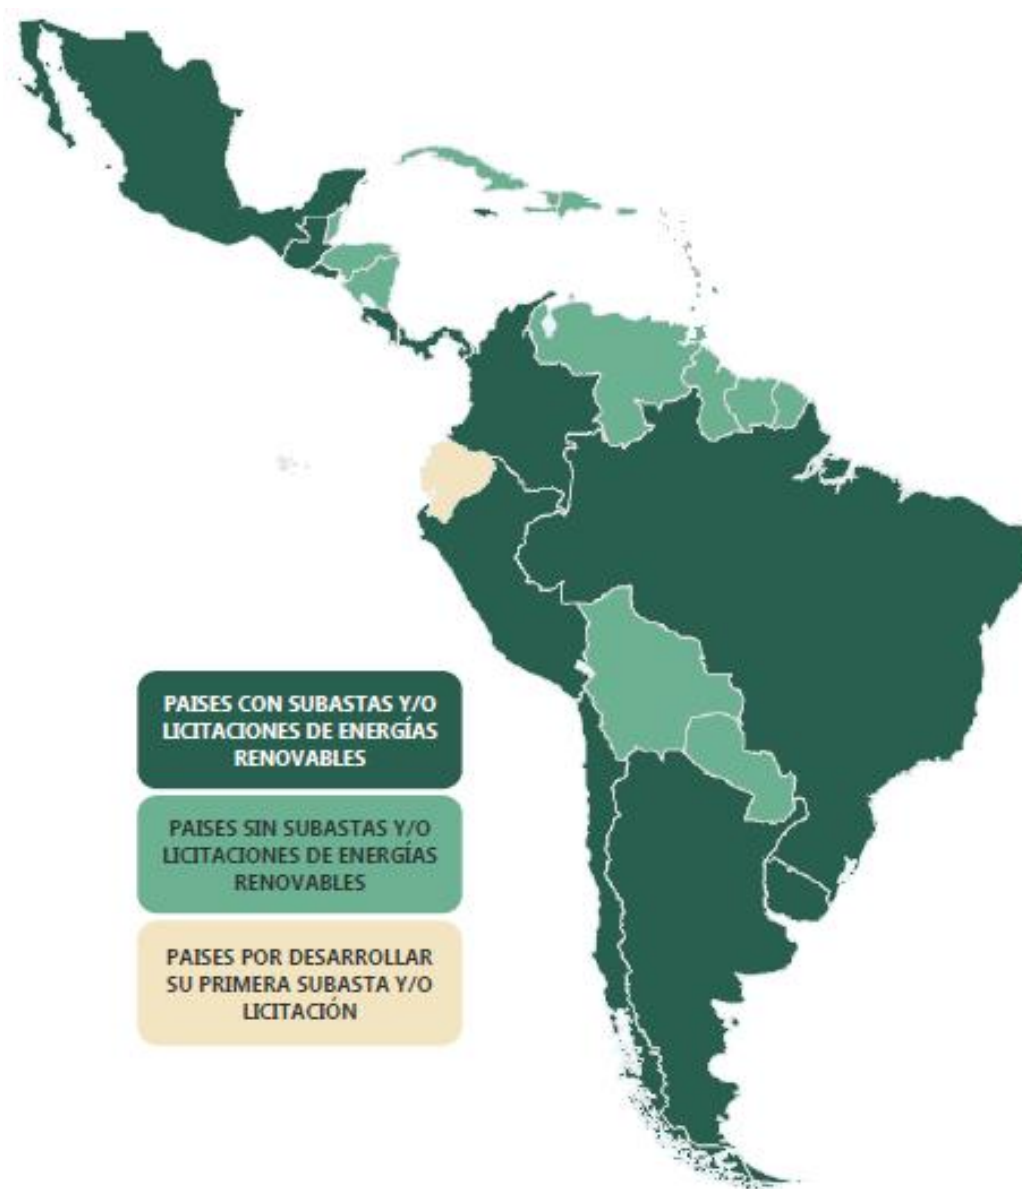 PAISES CON SUBASTAS Y/O
LICITACIONES DE ENERGÍAS
RENOVABLES
PAISES SIN SUBASTAS Y/O
LICITACIONES DE ENERGÍAS
RENOVABLES
PAISES POR DESARROLLAR
SU PRIMERA SUBASTA Y/O
LICITACIÓN